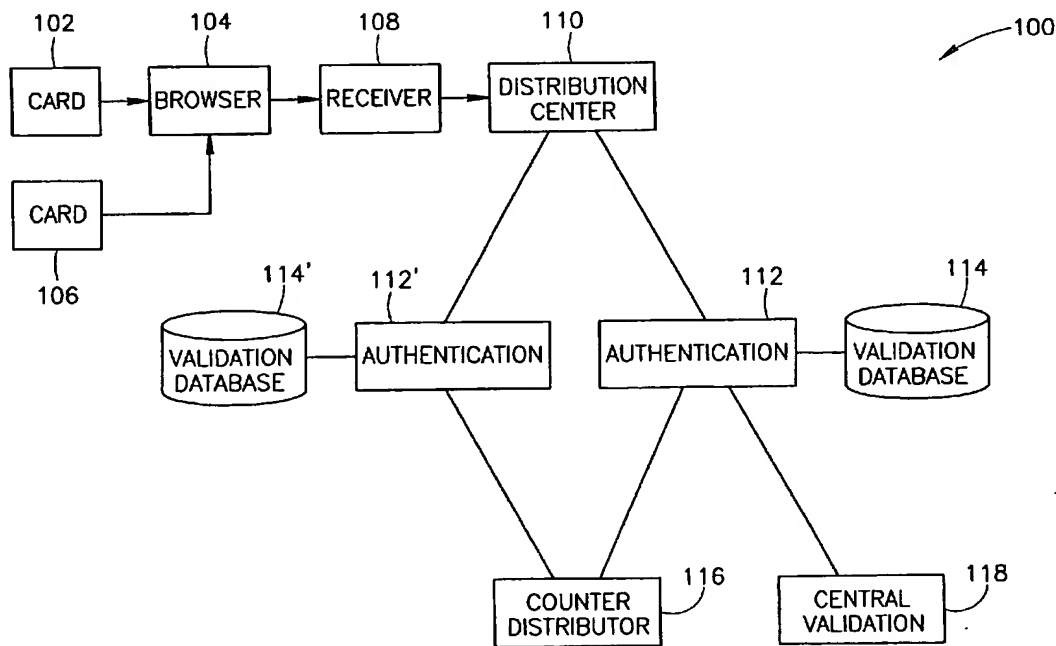 102
104
108
110
100
CARD
BROWSER
RECEIVER
DISTRIBUTION
CENTER
CARD
106
114'
112'
112
114
VALIDATION
DATABASE
AUTHENTICATION
AUTHENTICATION
VALIDATION
DATABASE
COUNTER
DISTRIBUTOR
116
CENTRAL
VALIDATION
118